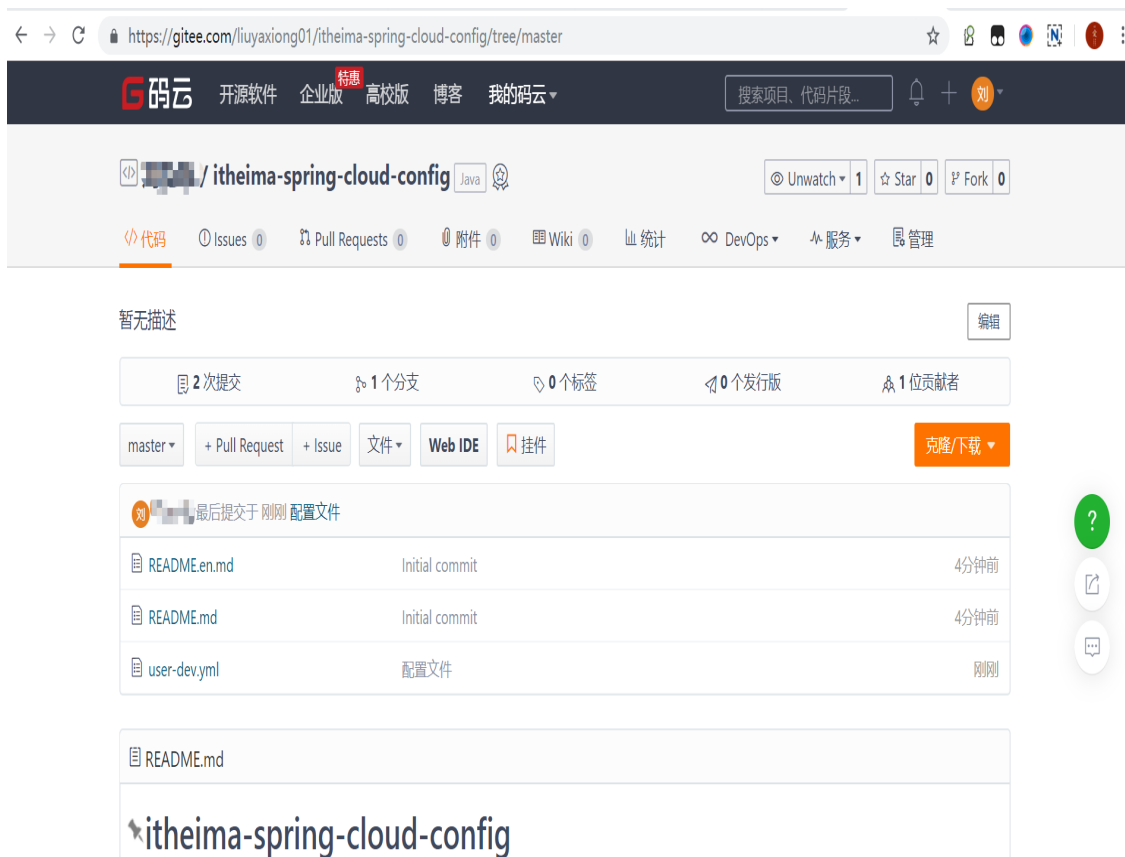 https://gitee.com/liuyaxiong01/itheima-spring-cloud-config/tree/master
G码云 开源软件 企业版 特惠 高校版 博客 我的码云 搜索项目、代码片段... 刘
/ itheima-spring-cloud-config Java Unwatch 1 Star 0 Fork 0
代码 Issues 0 Pull Requests 0 附件 0 Wiki 0 统计 DevOps 服务 管理
暂无描述 编辑
2 次提交 1 个分支 0 个标签 0 个发行版 1 位贡献者
master + Pull Request + Issue 文件 Web IDE 挂件 克隆/下载
刘 最后提交于 刚刚 配置文件
?
README.en.md Initial commit 4分钟前
README.md Initial commit 4分钟前
user-dev.yml 配置文件 刚刚
README.md
itheima-spring-cloud-config